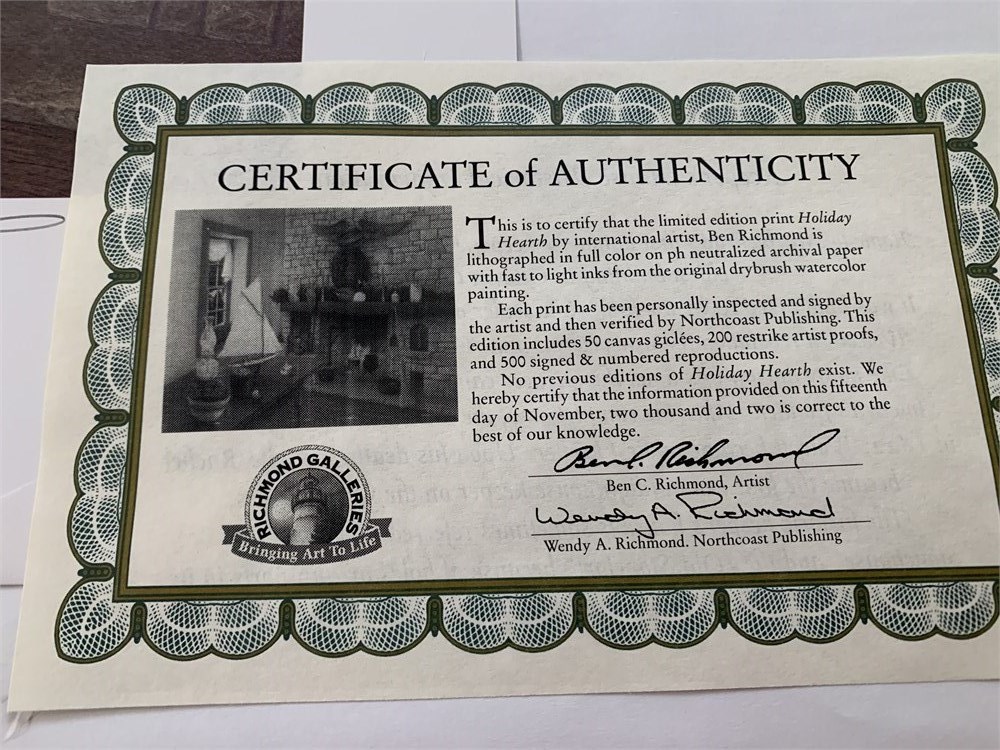 CERTIFICATE of AUTHENTICITY
This is to certify that the limited edition print Holiday
Hearth by international artist, Ben Richmond is
lithographed in full color on ph neutralized archival paper
with fast to light inks from the original drybrush watercolor
painting.
Each print has been personally inspected and signed by
the artist and then verified by Northcoast Publishing. This
edition includes 50 canvas giclées, 200 restrike artist proofs,
and 500 signed & numbered reproductions.
No previous editions of Holiday Hearth exist. We
hereby certify that the information provided on this fifteenth
day of November, two thousand and two is correct to the
best of our knowledge.
Ben C. Richmond
Ben C. Richmond, Artist
Wendy A. Richmond
Wendy A. Richmond. Northcoast Publishing
RICHMOND GALLERIES
Bringing Art To Life